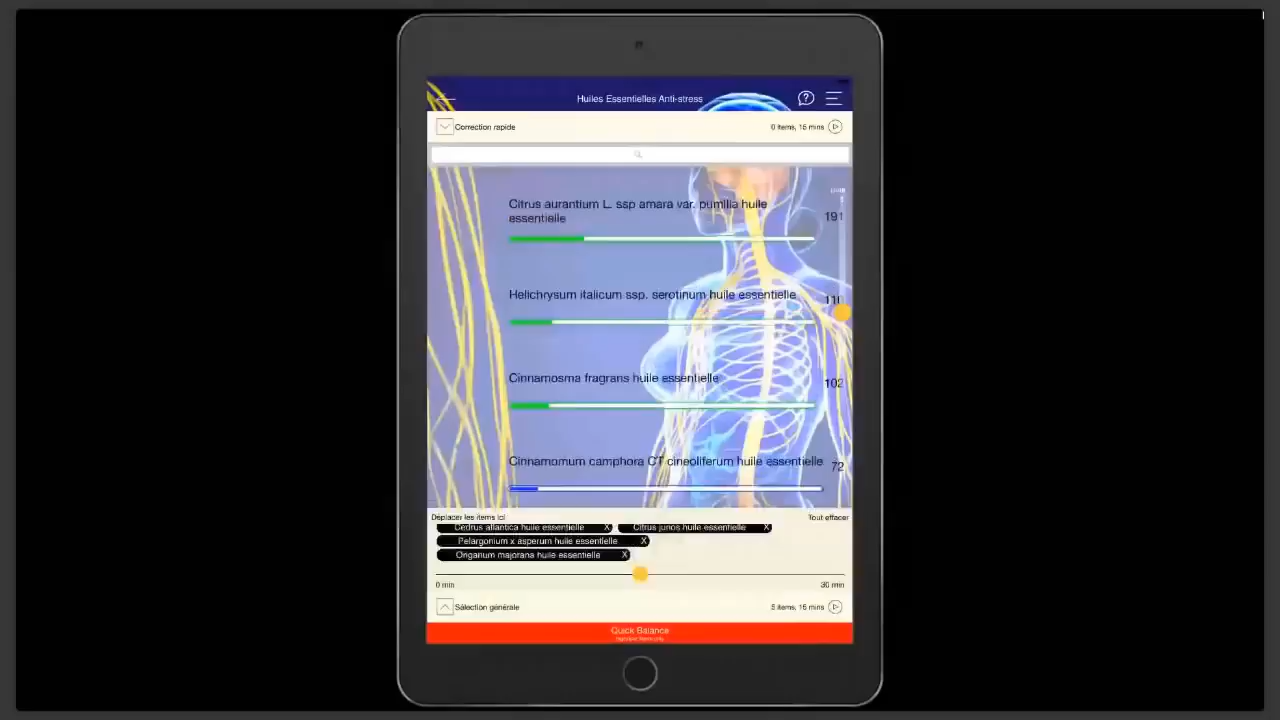 Huiles Essentielles Anti-stress
Correction rapide
0 items, 15 mins
Citrus aurantium L. ssp amara var. pumilia huile
essentielle
191
Helichrysum italicum ssp. serotinum huile essentielle
110
Cinnamosma fragrans huile essentielle
102
Cinnamomum camphora CT cineoliferum huile essentielle
72
Déplacer les items ici
Tout effacer
Cedrus atlantica huile essentielle X
Citrus junos huile essentielle X
Pelargonium x asperum huile essentielle X
Origanum majorana huile essentielle X
0 min
30 min
Sélection générale
5 items, 15 mins
Quick Balance